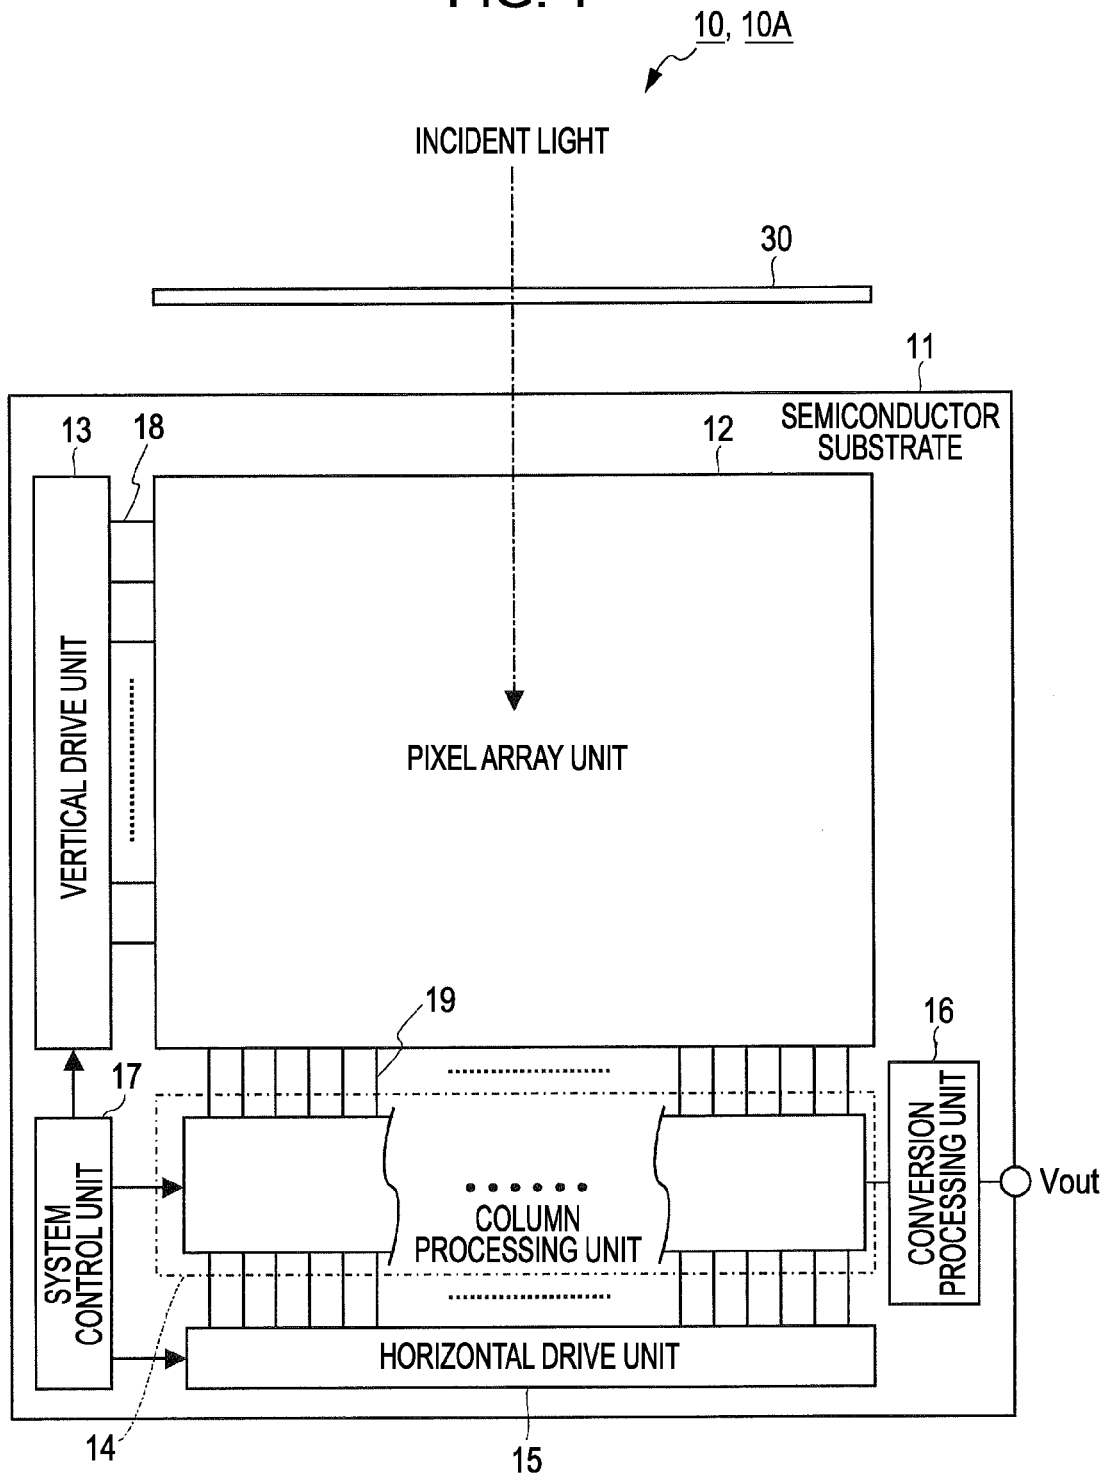 10, 10A
INCIDENT LIGHT
30
11
SEMICONDUCTOR
SUBSTRATE
13
18
12
VERTICAL DRIVE UNIT
PIXEL ARRAY UNIT
19
16
17
SYSTEM
CONTROL UNIT
COLUMN
PROCESSING UNIT
CONVERSION
PROCESSING UNIT
Vout
HORIZONTAL DRIVE UNIT
14
15